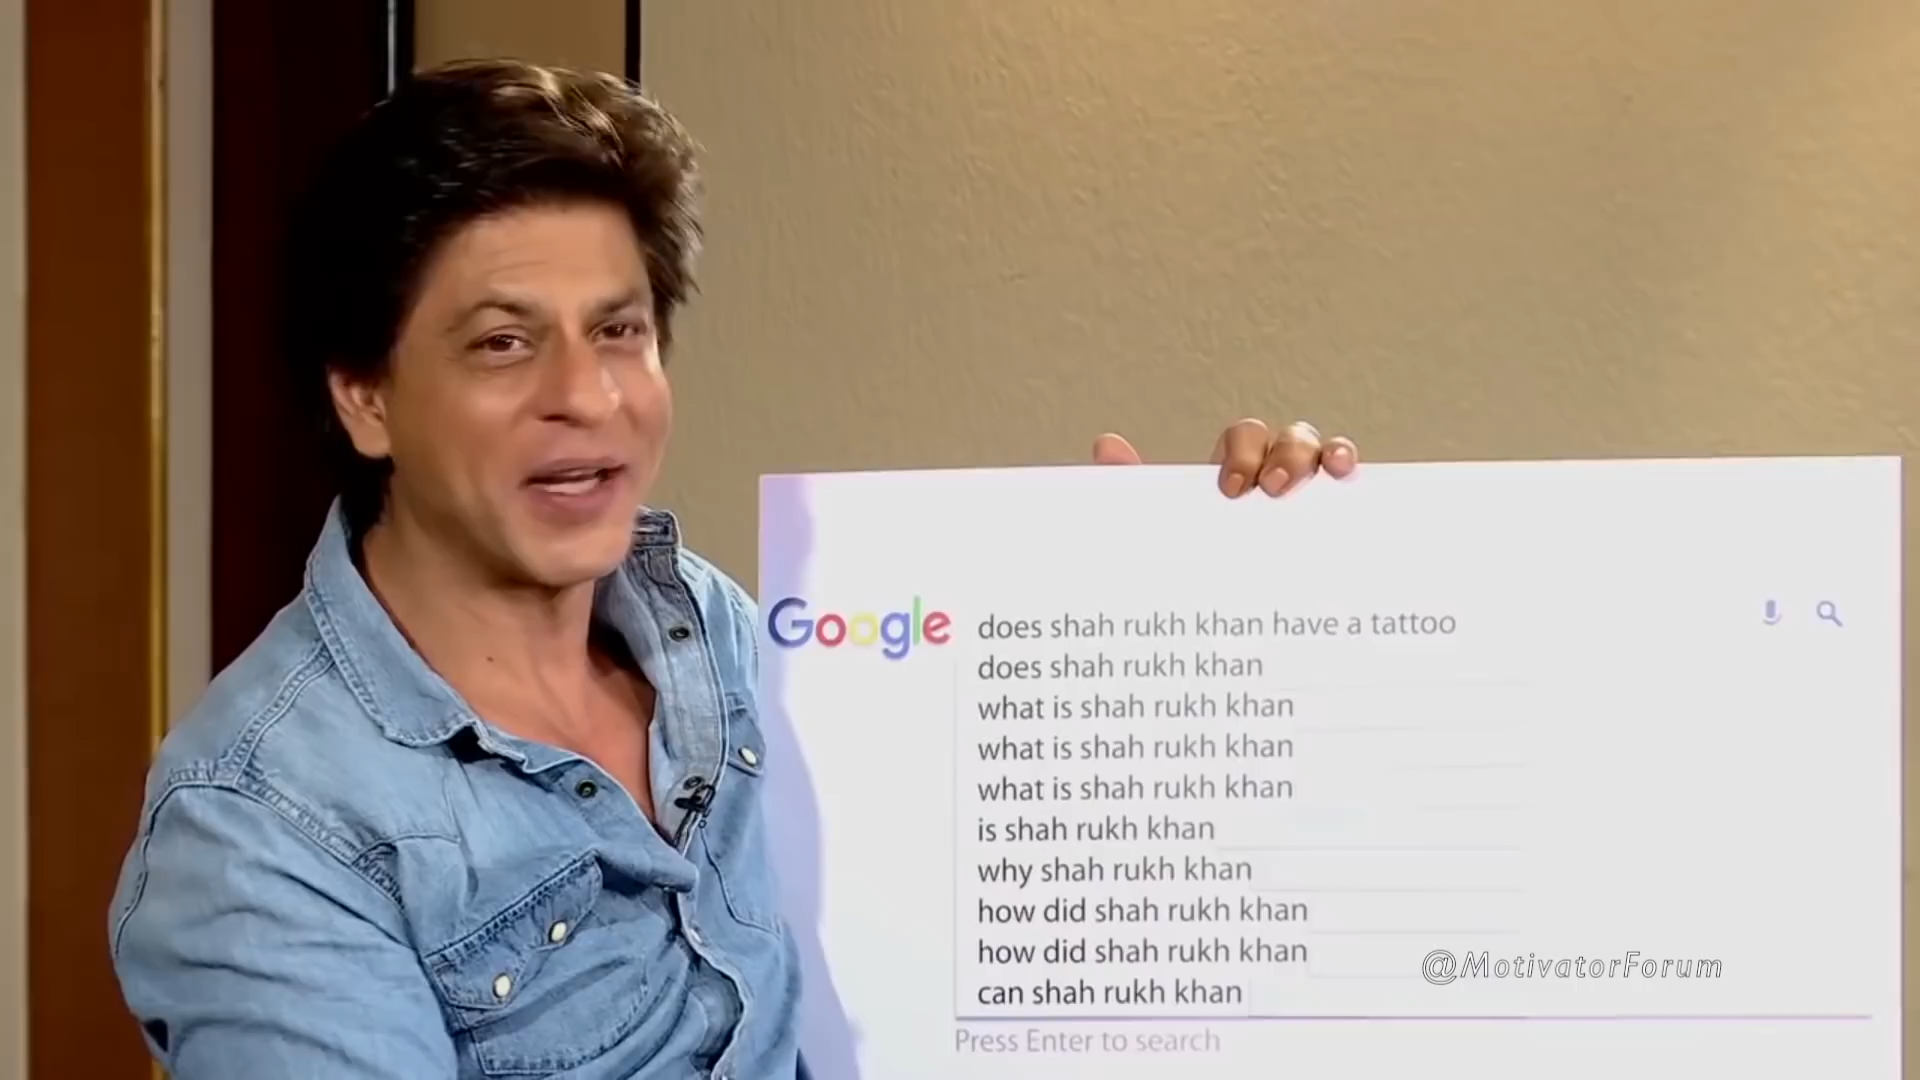 Google does shah rukh khan have a tattoo
does shah rukh khan
what is shah rukh khan
what is shah rukh khan
what is shah rukh khan
is shah rukh khan
why shah rukh khan
how did shah rukh khan
how did shah rukh khan
can shah rukh khan
Press Enter to search
@MotivatorForum